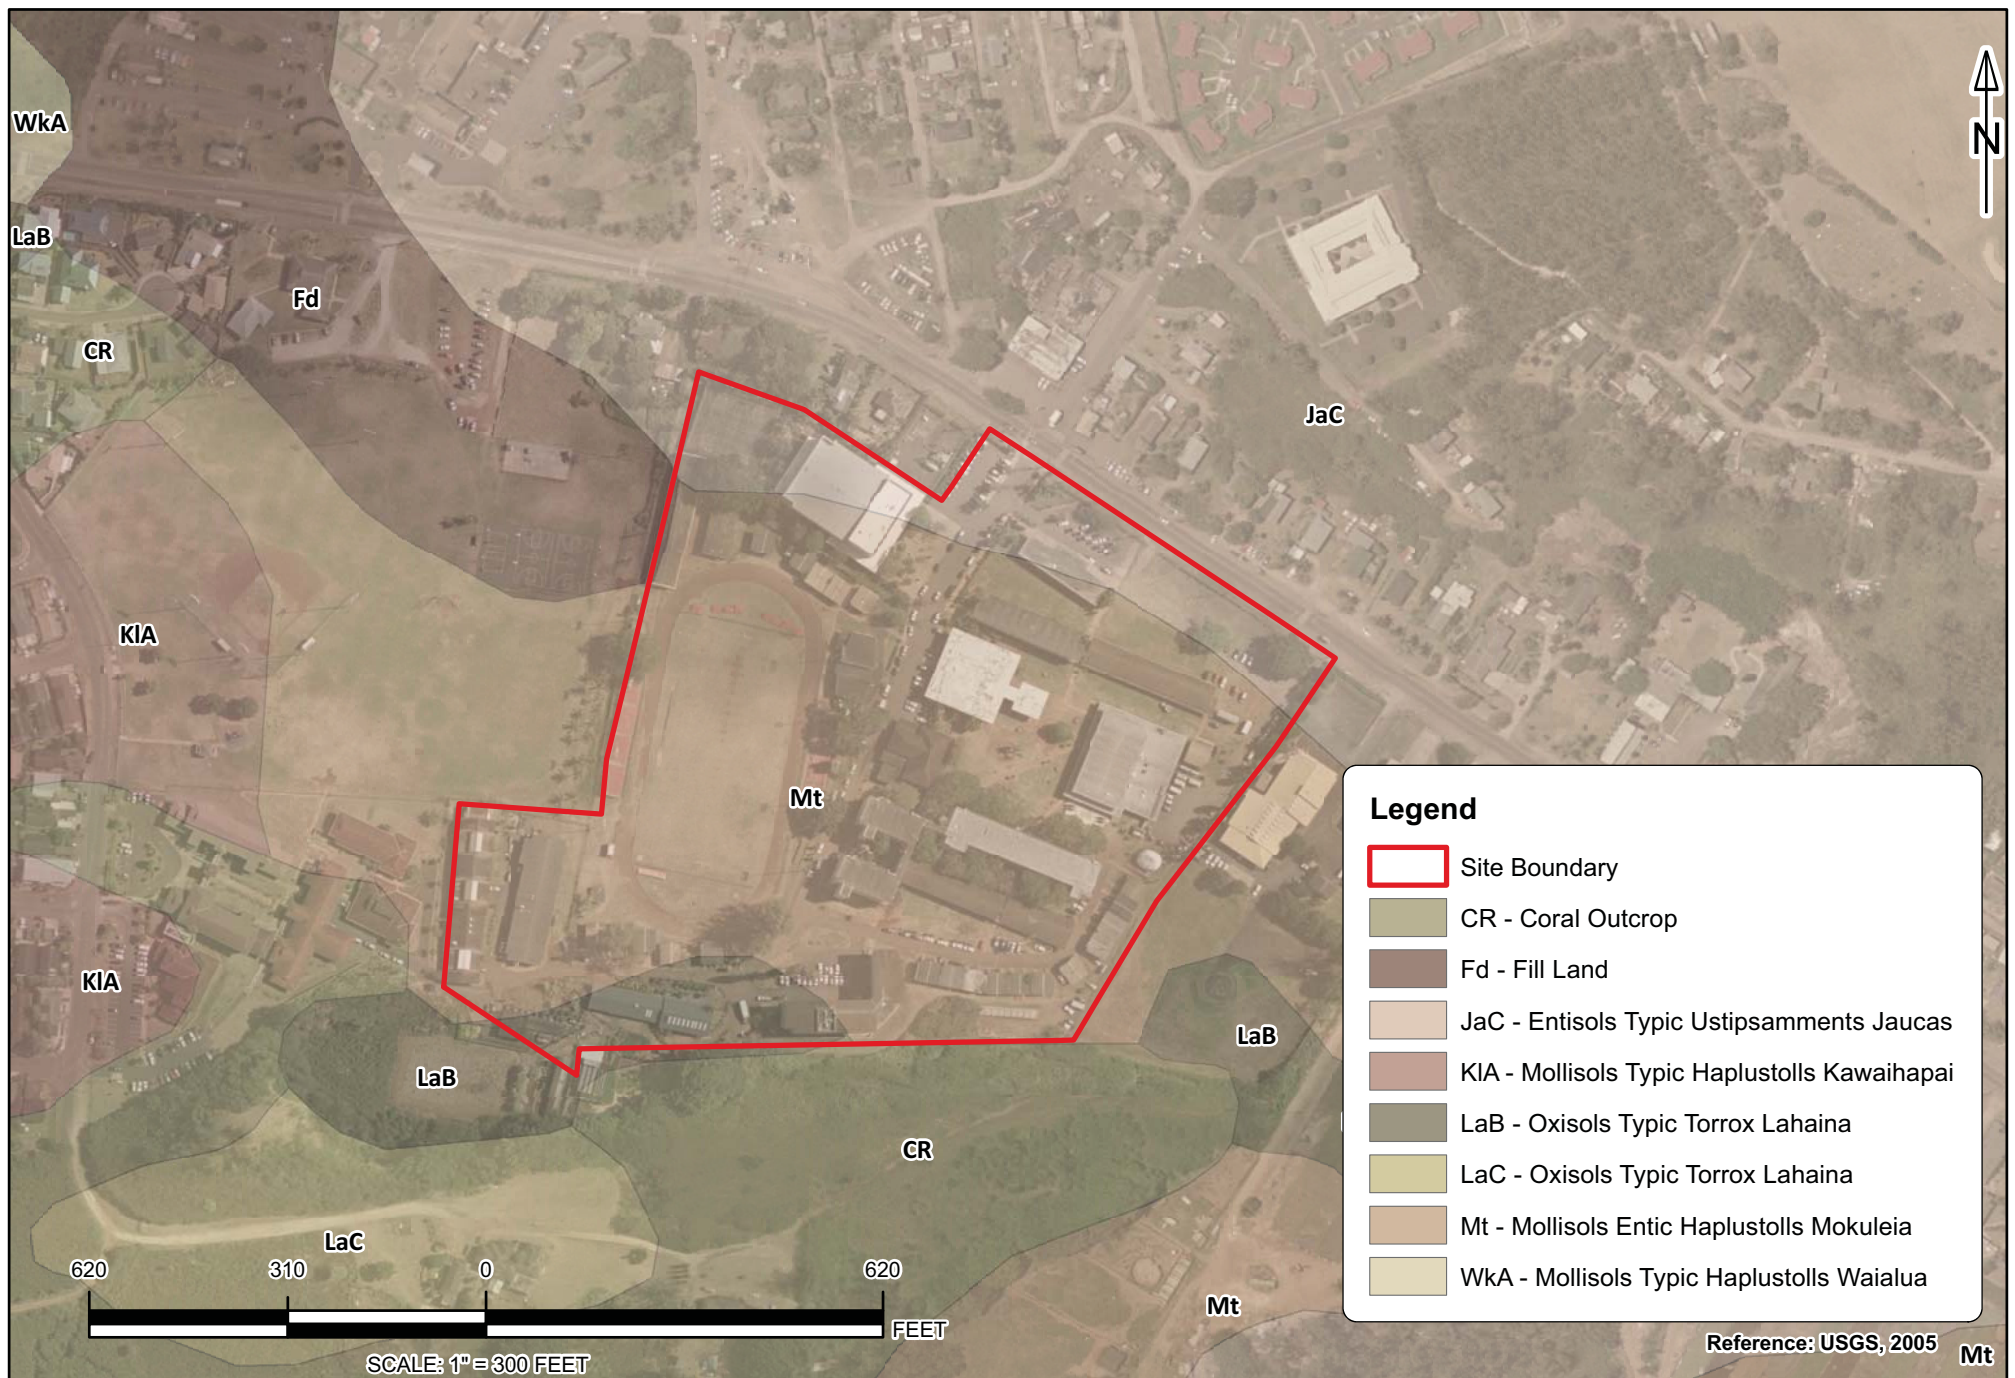 N
WkA
LaB
Fd
CR
JaC
KlA
Mt
KlA
LaB
LaB
CR
LaC
Mt
Mt
Legend
Site Boundary
CR - Coral Outcrop
Fd - Fill Land
JaC - Entisols Typic Ustipsamments Jaucas
KlA - Mollisols Typic Haplustolls Kawaihapai
LaB - Oxisols Typic Torrox Lahaina
LaC - Oxisols Typic Torrox Lahaina
Mt - Mollisols Entic Haplustolls Mokuleia
WkA - Mollisols Typic Haplustolls Waialua
620 310 0 620
FEET
SCALE: 1" = 300 FEET
Reference: USGS, 2005